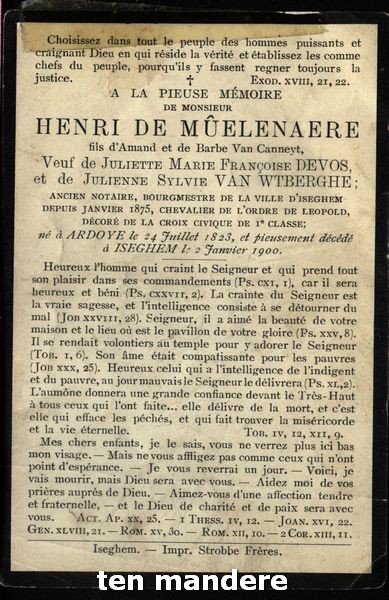 Choisissez dans tout le peuple des hommes puissants et
craignant Dieu en qui réside la vérité et établissez les comme
chefs du peuple, pourqu'ils y fassent regner toujours la
justice. † EXOD. XVIII, 21, 22.
A LA PIEUSE MÉMOIRE
DE MONSIEUR
HENRI DE MÛELENAERE
fils d'Amand et de Barbe Van Canneyt,
Veuf de JULIETTE MARIE FRANÇOISE DEVOS,
et de JULIENNE SYLVIE VAN WTBERGHE;
ANCIEN NOTAIRE, BOURGMESTRE DE LA VILLE D'ISEGHEM
DEPUIS JANVIER 1875, CHEVALIER DE L'ORDRE DE LEOPOLD,
DÉCORÉ DE LA CROIX CIVIQUE DE 1e CLASSE;
né à ARDOYE le 24 Juillet 1823, et pieusement décédé
à ISEGHEM le 2 Janvier 1900.
Heureux l'homme qui craint le Seigneur et qui prend tout
son plaisir dans ses commandements (Ps. CXI, 1), car il sera
heureux et béni (Ps. CXXVII, 2). La crainte du Seigneur est
la vraie sagesse, et l'intelligence consiste à se détourner du
mal (JOB XXVIII, 28). Seigneur, il a aimé la beauté de votre
maison et le lieu où est le pavillon de votre gloire (Ps. XXV, 8).
Il se rendait volontiers au temple pour y adorer le Seigneur
(TOB. I, 6). Son âme était compatissante pour les pauvres
(JOB XXX, 25). Heureux celui qui a l'intelligence de l'indigent
et du pauvre, au jour mauvais le Seigneur le délivrera (Ps. XL, 2).
L'aumône donnera une grande confiance devant le Très-Haut
à tous ceux qui l'ont faite... elle délivre de la mort, et c'est
elle qui efface les péchés, et qui fait trouver la miséricorde
et la vie éternelle. TOB. IV, 12, XII, 9.
Mes chers enfants, je le sais, vous ne verrez plus ici bas
mon visage. — Mais ne vous affligez pas comme ceux qui n'ont
point d'espérance. — Je vous reverrai un jour. — Voici, je
vais mourir, mais Dieu sera avec vous. — Aidez moi de vos
prières auprès de Dieu. — Aimez-vous d'une affection tendre
et fraternelle, — et le Dieu de charité et de paix sera avec
vous. ACT. AP. XX, 25. — 1 THESS. IV, 12. — JOAN. XVI, 22.
GEN. XLVIII, 21. — ROM. XV, 30. — ROM. XII, 10. — 2 COR. XIII, 11.
Iseghem. — Impr. Strobbe Frères.
ten mandere